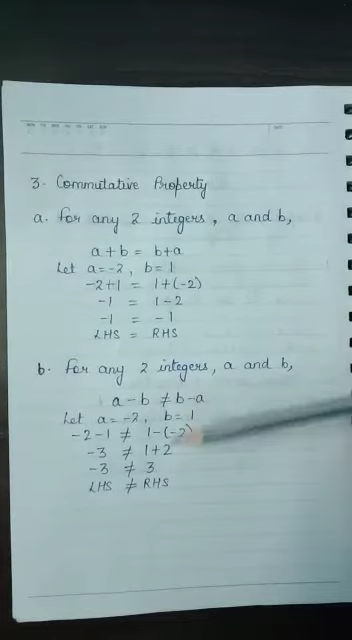 3. Commutative Property
a. For any 2 integers, a and b,
a + b = b + a
Let a = -2, b = 1
-2+1 = 1+(-2)
-1 = 1-2
-1 = -1
LHS = RHS
b. For any 2 integers, a and b,
a - b ≠ b - a
Let a = -2, b = 1
-2-1 ≠ 1-(-2)
-3 ≠ 1+2
-3 ≠ 3
LHS ≠ RHS